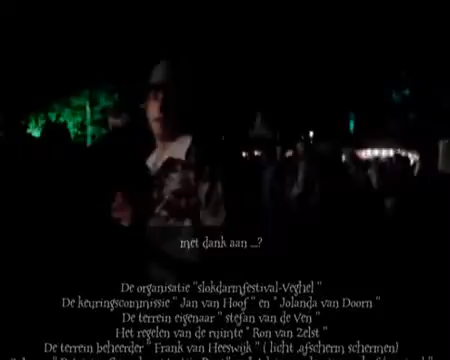 met dank aan ....?
De organisatie "slokdarmfestival-Veghel "
De keuringscommissie " Jan van Hoof " en " Jolanda van Doorn "
De terrein eigenaar " stefan van de Ven "
Het regelen van de ruimte " Ron van Zelst "
De terrein beheerder " Frank van Heeswijk " ( licht ,afscherm schermen)